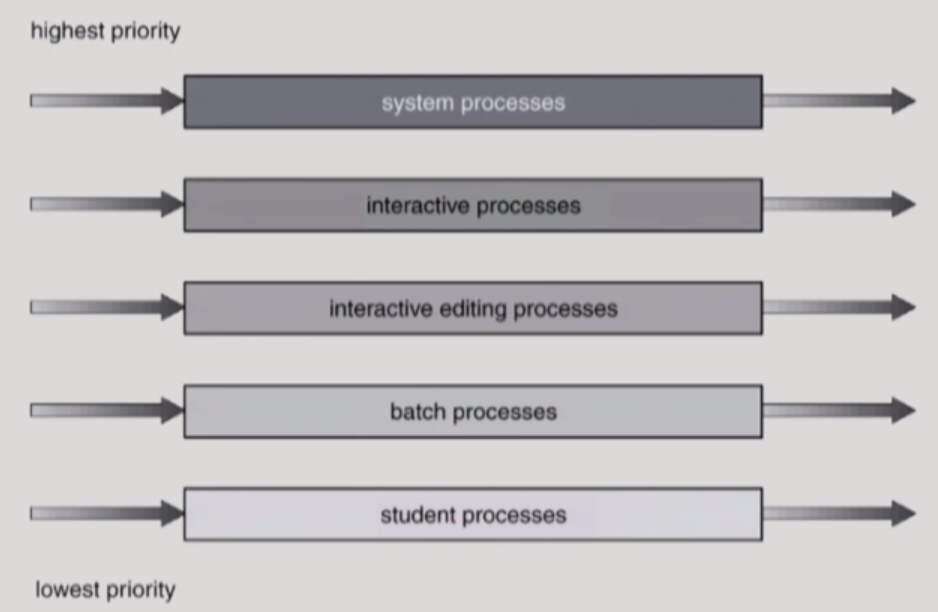 highest priority
system processes
interactive processes
interactive editing processes
batch processes
student processes
lowest priority